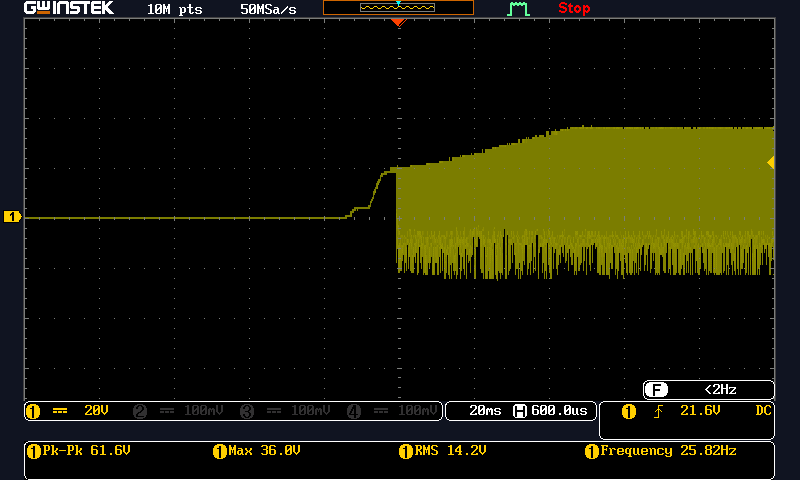 GWINSTEK 10M pts 50MSa/s Stop
1
F <2Hz
1 20V 2 100mV 3 100mV 4 100mV 20ms H 600.0us 1 21.6V DC
1 Pk-Pk 61.6V 1 Max 36.0V 1 RMS 14.2V 1 Frequency 25.82Hz